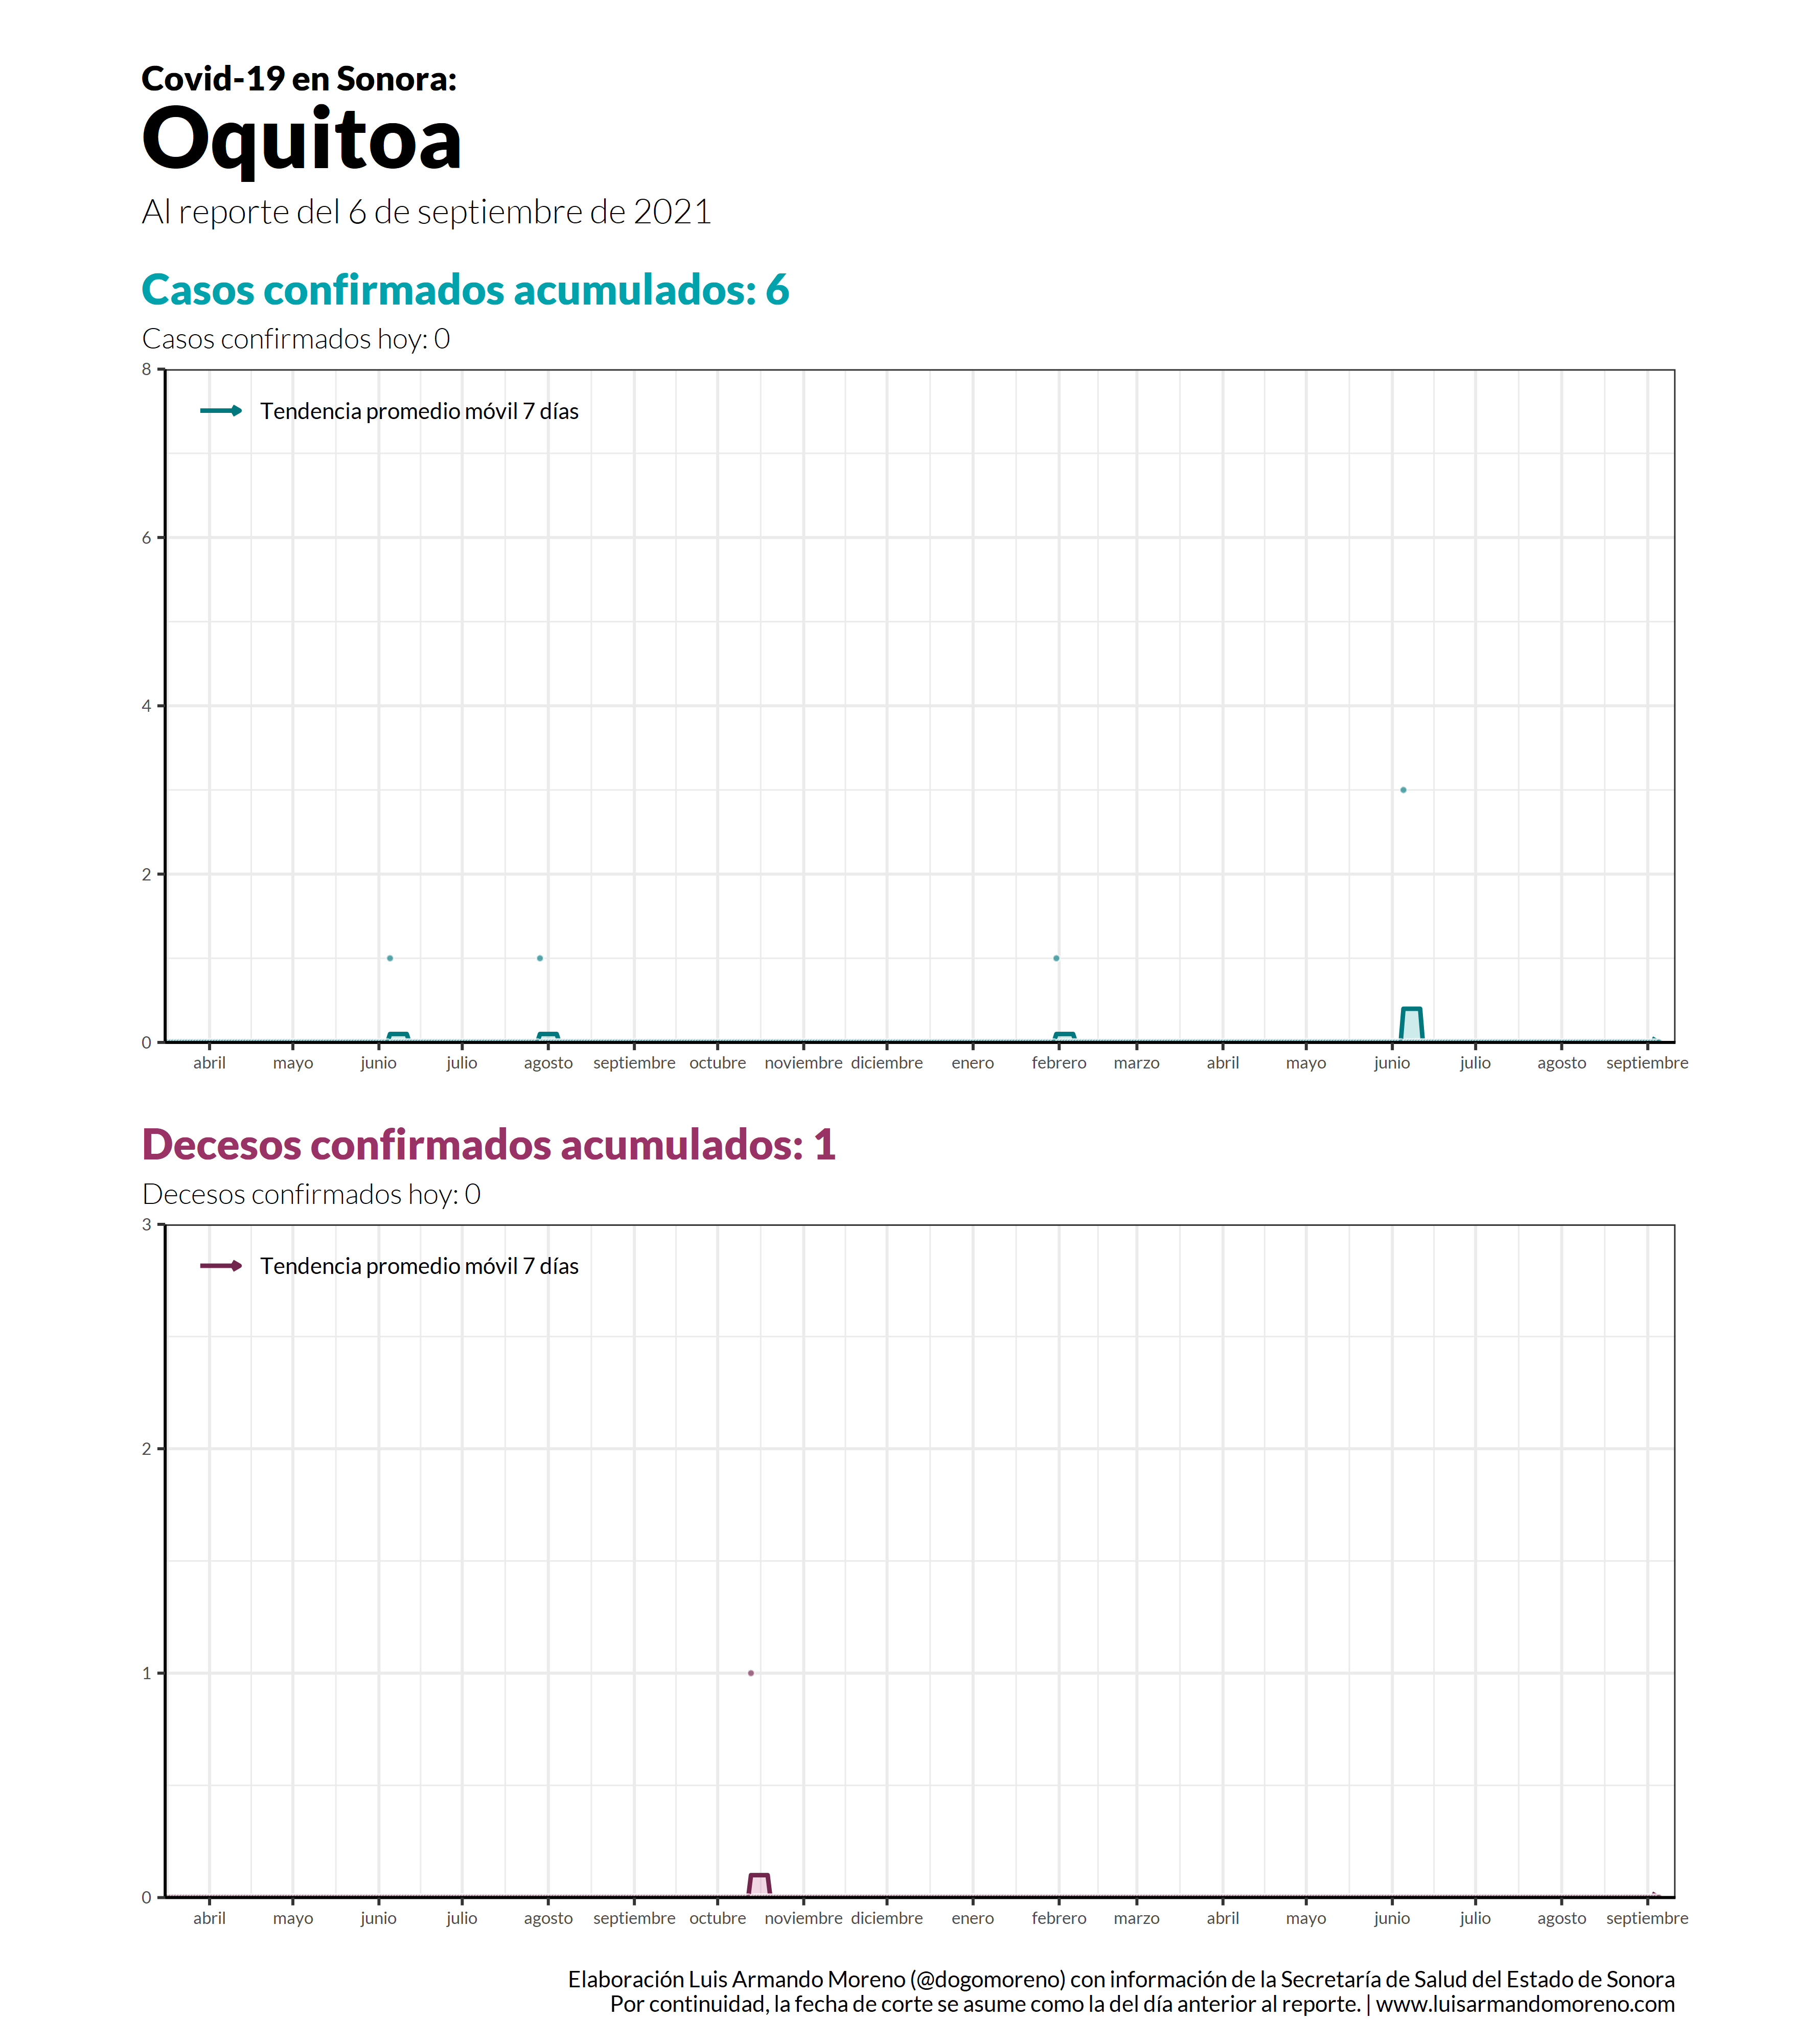 Covid-19 en Sonora:
Oquitoa
Al reporte del 6 de septiembre de 2021
Casos confirmados acumulados: 6
Casos confirmados hoy: 0
8
Tendencia promedio móvil 7 días
6
4
2
0
abril mayo junio julio agosto septiembre octubre noviembre diciembre enero febrero marzo abril mayo junio julio agosto septiembre
Decesos confirmados acumulados: 1
Decesos confirmados hoy: 0
3
Tendencia promedio móvil 7 días
2
1
0
abril mayo junio julio agosto septiembre octubre noviembre diciembre enero febrero marzo abril mayo junio julio agosto septiembre
Elaboración Luis Armando Moreno (@dogomoreno) con información de la Secretaría de Salud del Estado de Sonora
Por continuidad, la fecha de corte se asume como la del día anterior al reporte. | www.luisarmandomoreno.com